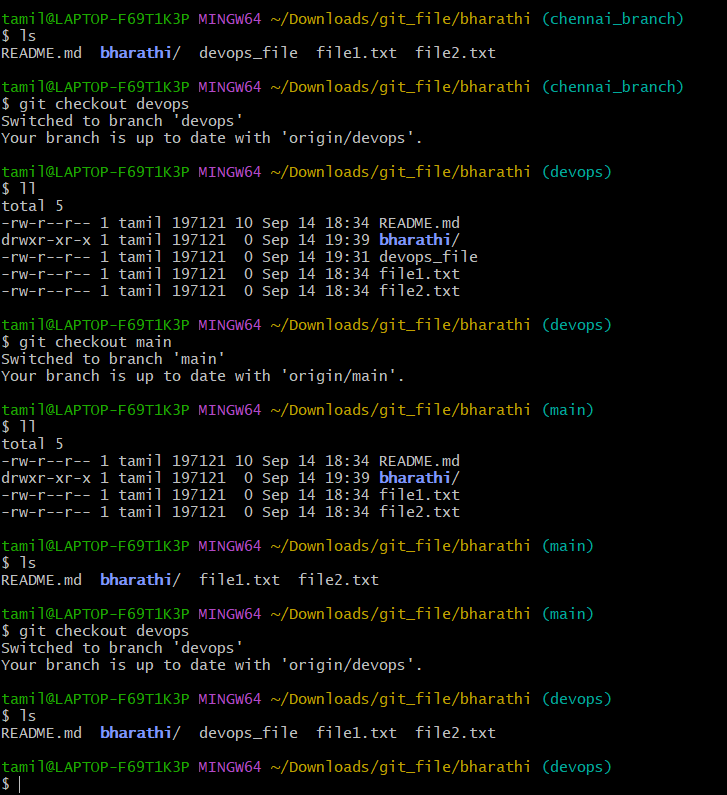 tamil@LAPTOP-F69T1K3P MINGW64 ~/Downloads/git_file/bharathi (chennai_branch)
$ ls
README.md  bharathi/  devops_file  file1.txt  file2.txt
tamil@LAPTOP-F69T1K3P MINGW64 ~/Downloads/git_file/bharathi (chennai_branch)
$ git checkout devops
Switched to branch 'devops'
Your branch is up to date with 'origin/devops'.
tamil@LAPTOP-F69T1K3P MINGW64 ~/Downloads/git_file/bharathi (devops)
$ ll
total 5
-rw-r--r-- 1 tamil 197121 10 Sep 14 18:34 README.md
drwxr-xr-x 1 tamil 197121  0 Sep 14 19:39 bharathi/
-rw-r--r-- 1 tamil 197121  0 Sep 14 19:31 devops_file
-rw-r--r-- 1 tamil 197121  0 Sep 14 18:34 file1.txt
-rw-r--r-- 1 tamil 197121  0 Sep 14 18:34 file2.txt
tamil@LAPTOP-F69T1K3P MINGW64 ~/Downloads/git_file/bharathi (devops)
$ git checkout main
Switched to branch 'main'
Your branch is up to date with 'origin/main'.
tamil@LAPTOP-F69T1K3P MINGW64 ~/Downloads/git_file/bharathi (main)
$ ll
total 5
-rw-r--r-- 1 tamil 197121 10 Sep 14 18:34 README.md
drwxr-xr-x 1 tamil 197121  0 Sep 14 19:39 bharathi/
-rw-r--r-- 1 tamil 197121  0 Sep 14 18:34 file1.txt
-rw-r--r-- 1 tamil 197121  0 Sep 14 18:34 file2.txt
tamil@LAPTOP-F69T1K3P MINGW64 ~/Downloads/git_file/bharathi (main)
$ ls
README.md  bharathi/  file1.txt  file2.txt
tamil@LAPTOP-F69T1K3P MINGW64 ~/Downloads/git_file/bharathi (main)
$ git checkout devops
Switched to branch 'devops'
Your branch is up to date with 'origin/devops'.
tamil@LAPTOP-F69T1K3P MINGW64 ~/Downloads/git_file/bharathi (devops)
$ ls
README.md  bharathi/  devops_file  file1.txt  file2.txt
tamil@LAPTOP-F69T1K3P MINGW64 ~/Downloads/git_file/bharathi (devops)
$